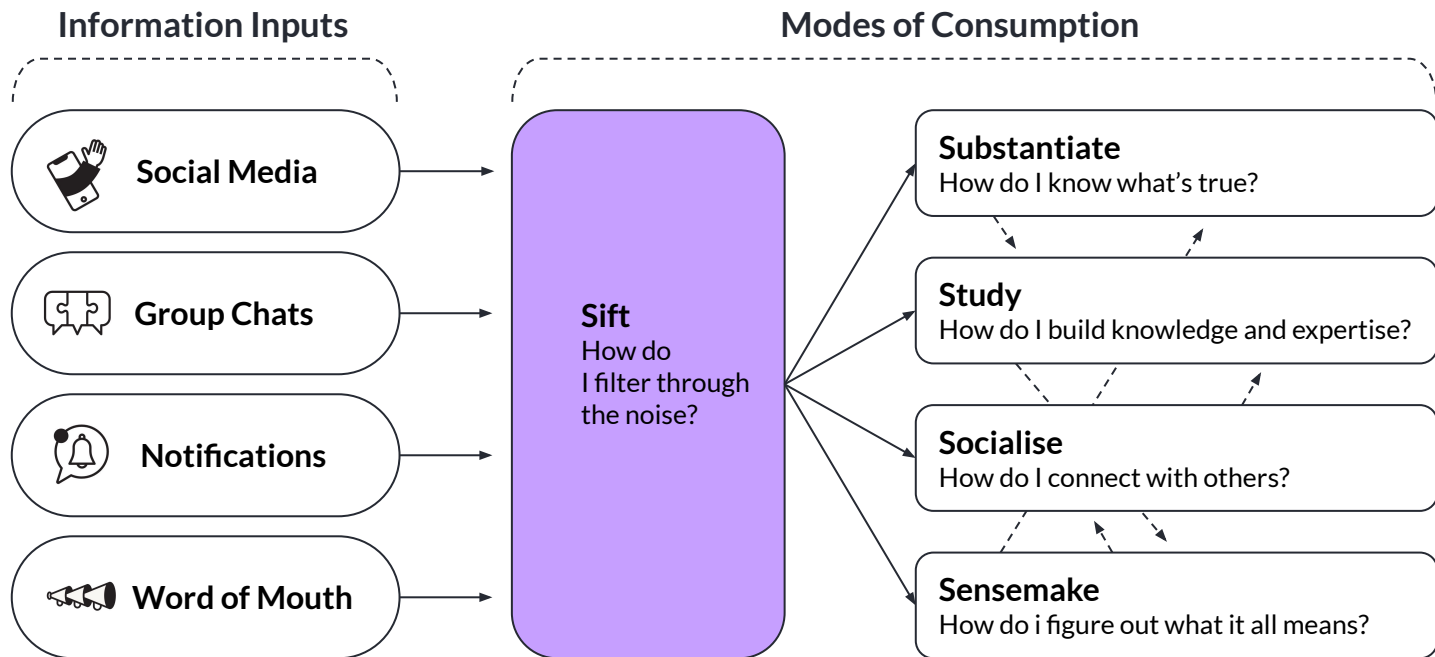 Information Inputs
Modes of Consumption
Social Media
Group Chats
Notifications
Word of Mouth
Sift
How do
I filter through
the noise?
Substantiate
How do I know what’s true?
Study
How do I build knowledge and expertise?
Socialise
How do I connect with others?
Sensemake
How do i figure out what it all means?